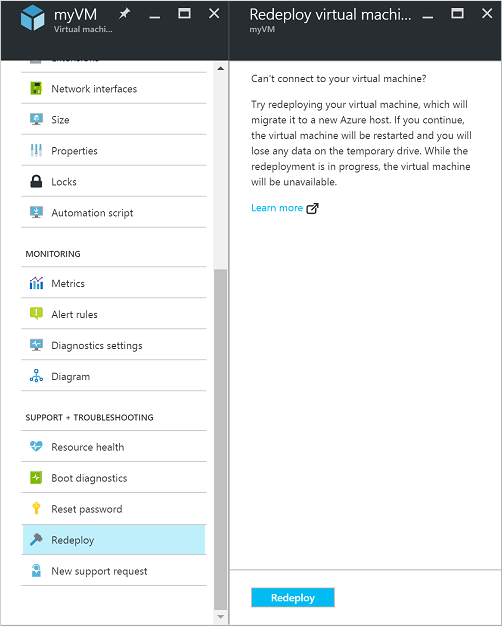 myVM
Virtual machi...
Extensions
Network interfaces
Size
Properties
Locks
Automation script
MONITORING
Metrics
Alert rules
Diagnostics settings
Diagram
SUPPORT + TROUBLESHOOTING
Resource health
Boot diagnostics
Reset password
Redeploy
New support request
Redeploy virtual machi...
myVM
Can't connect to your virtual machine?
Try redeploying your virtual machine, which will
migrate it to a new Azure host. If you continue,
the virtual machine will be restarted and you will
lose any data on the temporary drive. While the
redeployment is in progress, the virtual machine
will be unavailable.
Learn more
Redeploy